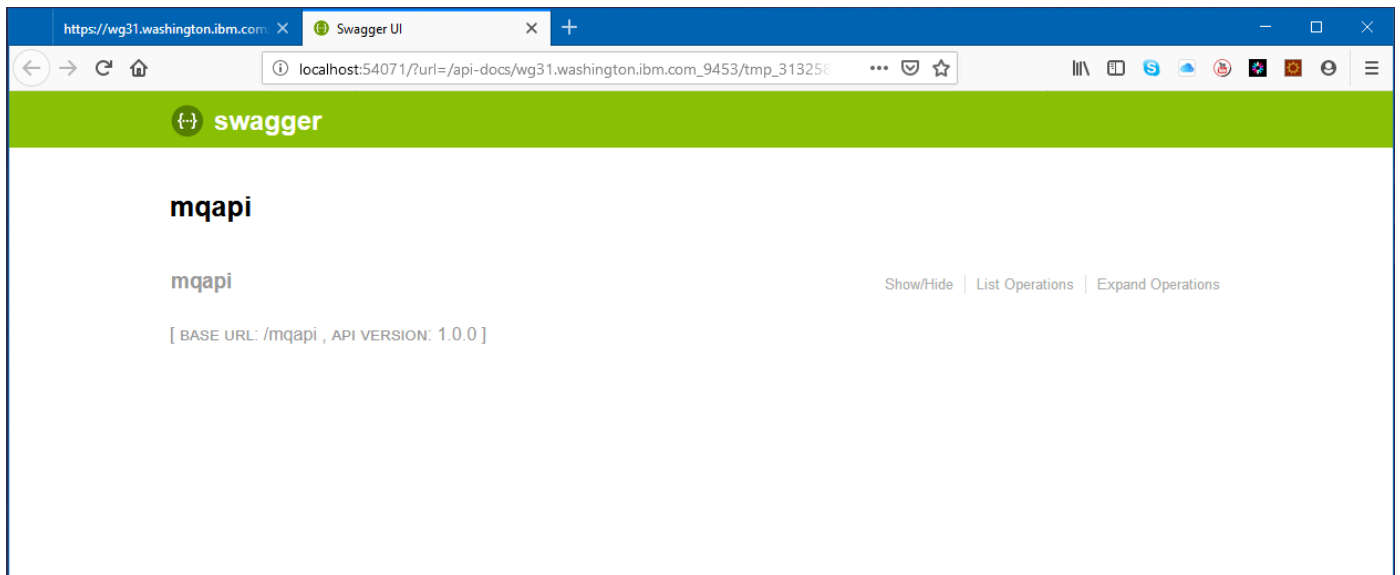 https://wg31.washington.ibm.com:
Swagger UI
localhost:54071/?url=/api-docs/wg31.washington.ibm.com_9453/tmp_313258
{···} swagger
mqapi
mqapi
Show/Hide List Operations Expand Operations
[ BASE URL: /mqapi , API VERSION: 1.0.0 ]